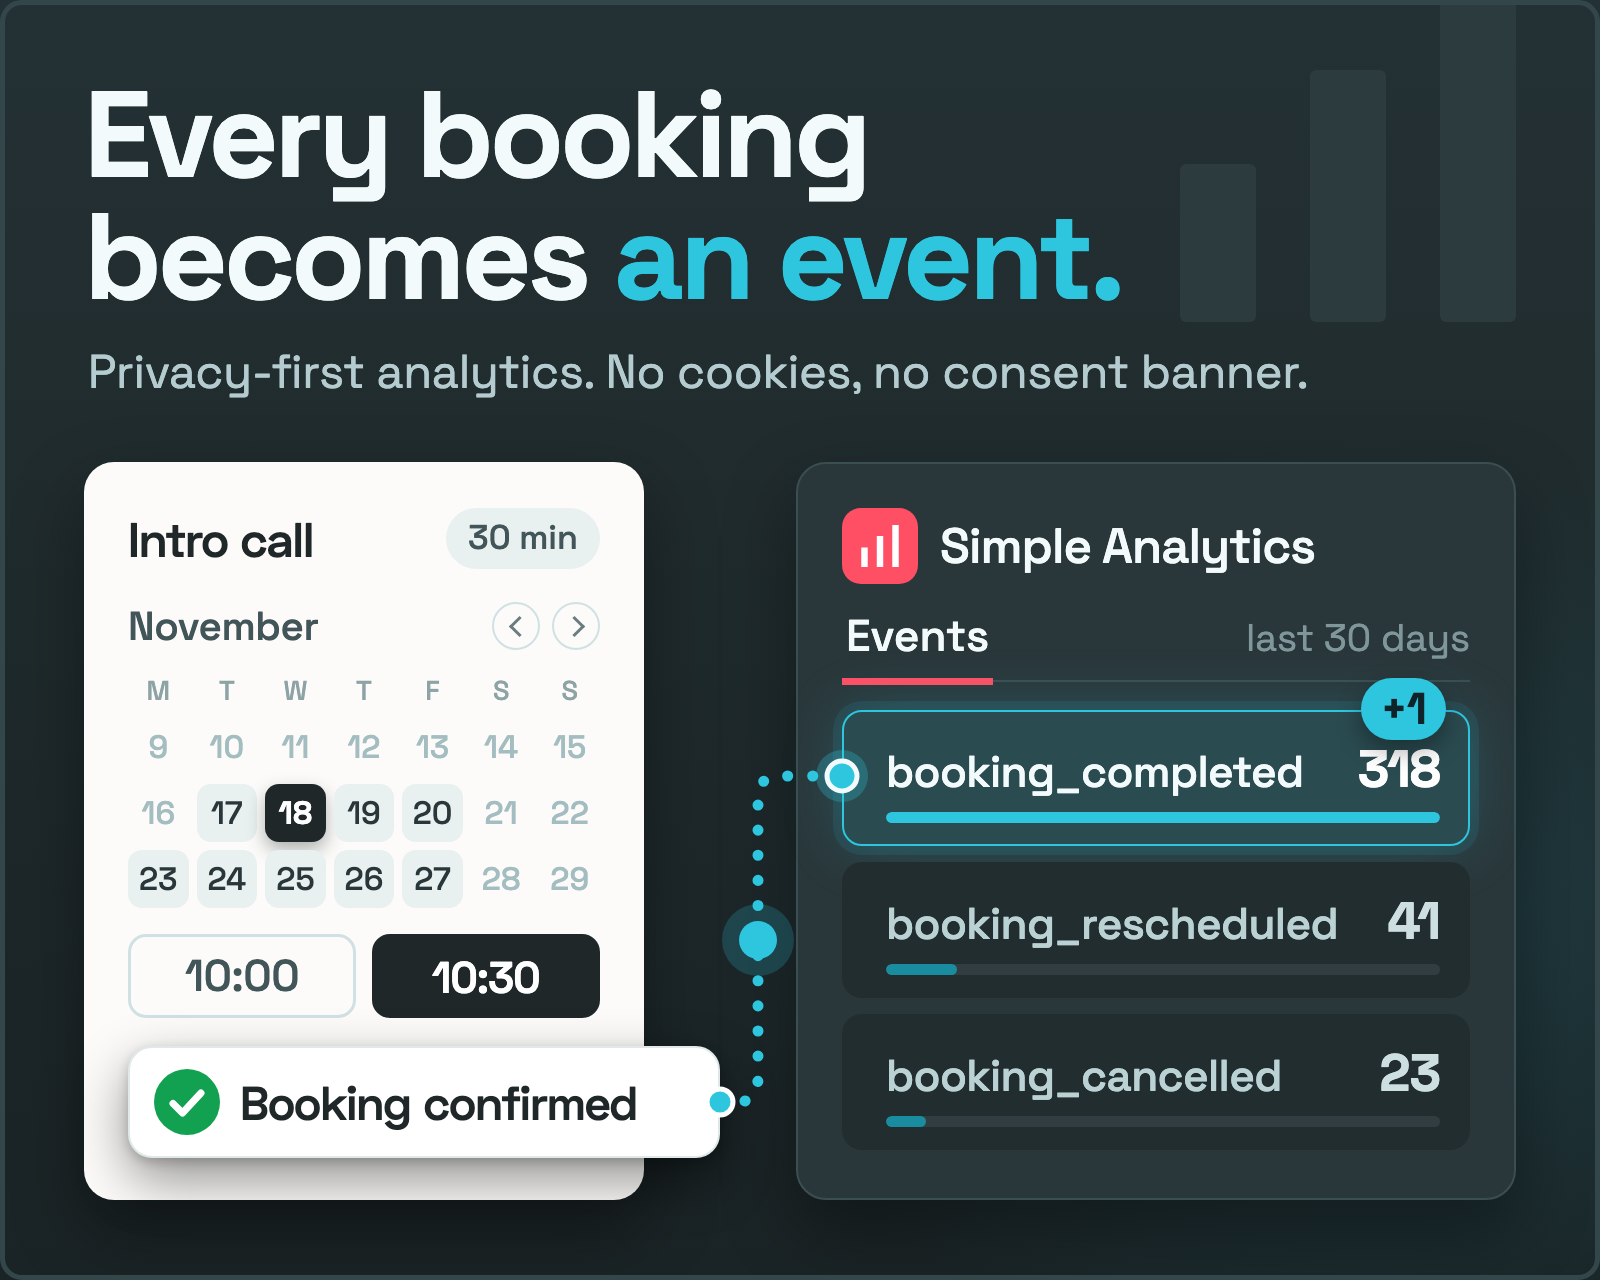 Every booking
becomes an event.
Privacy-first analytics. No cookies, no consent banner.
Intro call
30 min
November
M T W T F S S
9 10 11 12 13 14 15
16 17 18 19 20 21 22
23 24 25 26 27 28 29
10:00 10:30
Booking confirmed
Simple Analytics
Events
last 30 days
+1
booking_completed 318
booking_rescheduled 41
booking_cancelled 23